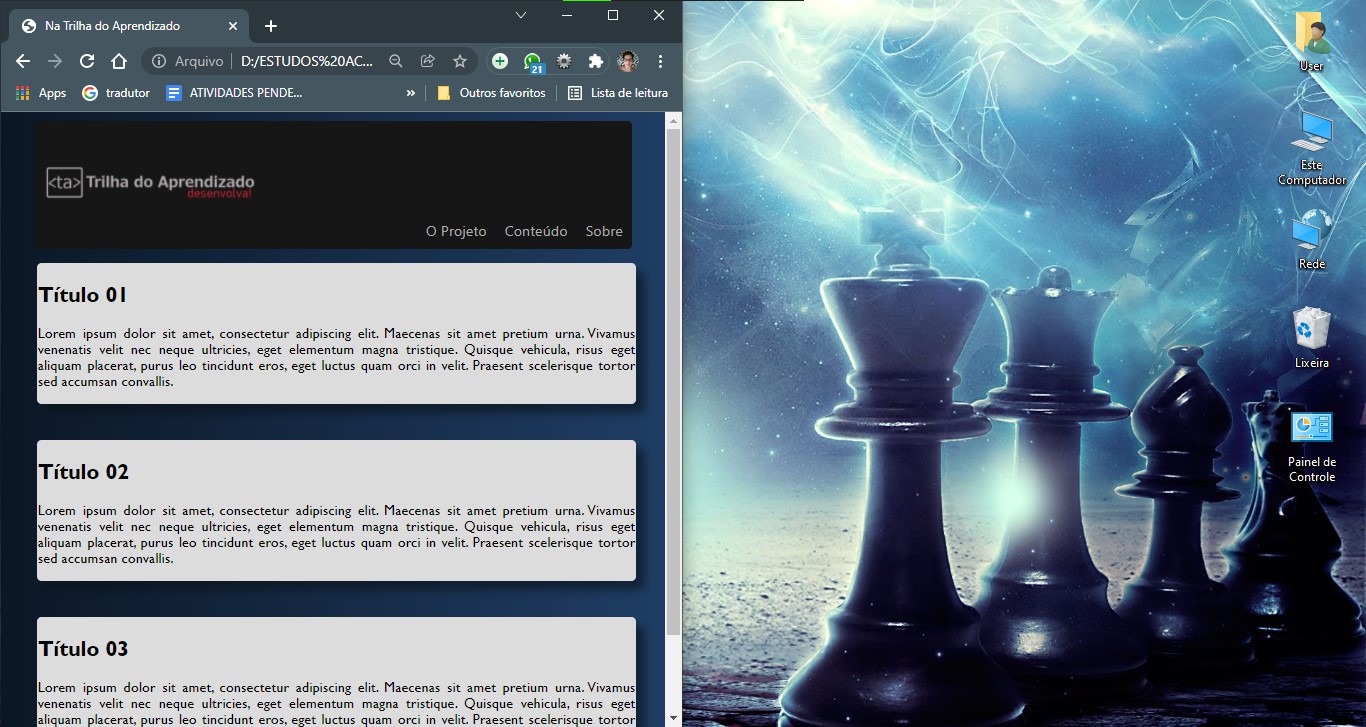 Na Trilha do Aprendizado
Arquivo
D:/ESTUDOS%20AC...
21
Apps
tradutor
ATIVIDADES PENDE...
»
Outros favoritos
Lista de leitura
<ta> Trilha do Aprendizado
desenvolva!
O Projeto
Conteúdo
Sobre
Título 01
Lorem ipsum dolor sit amet, consectetur adipiscing elit. Maecenas sit amet pretium urna. Vivamus
venenatis velit nec neque ultricies, eget elementum magna tristique. Quisque vehicula, risus eget
aliquam placerat, purus leo tincidunt eros, eget luctus quam orci in velit. Praesent scelerisque tortor
sed accumsan convallis.
Título 02
Lorem ipsum dolor sit amet, consectetur adipiscing elit. Maecenas sit amet pretium urna. Vivamus
venenatis velit nec neque ultricies, eget elementum magna tristique. Quisque vehicula, risus eget
aliquam placerat, purus leo tincidunt eros, eget luctus quam orci in velit. Praesent scelerisque tortor
sed accumsan convallis.
Título 03
Lorem ipsum dolor sit amet, consectetur adipiscing elit. Maecenas sit amet pretium urna. Vivamus
venenatis velit nec neque ultricies, eget elementum magna tristique. Quisque vehicula, risus eget
aliquam placerat, purus leo tincidunt eros, eget luctus quam orci in velit. Praesent scelerisque tortor
User
Este
Computador
Rede
Lixeira
Painel de
Controle